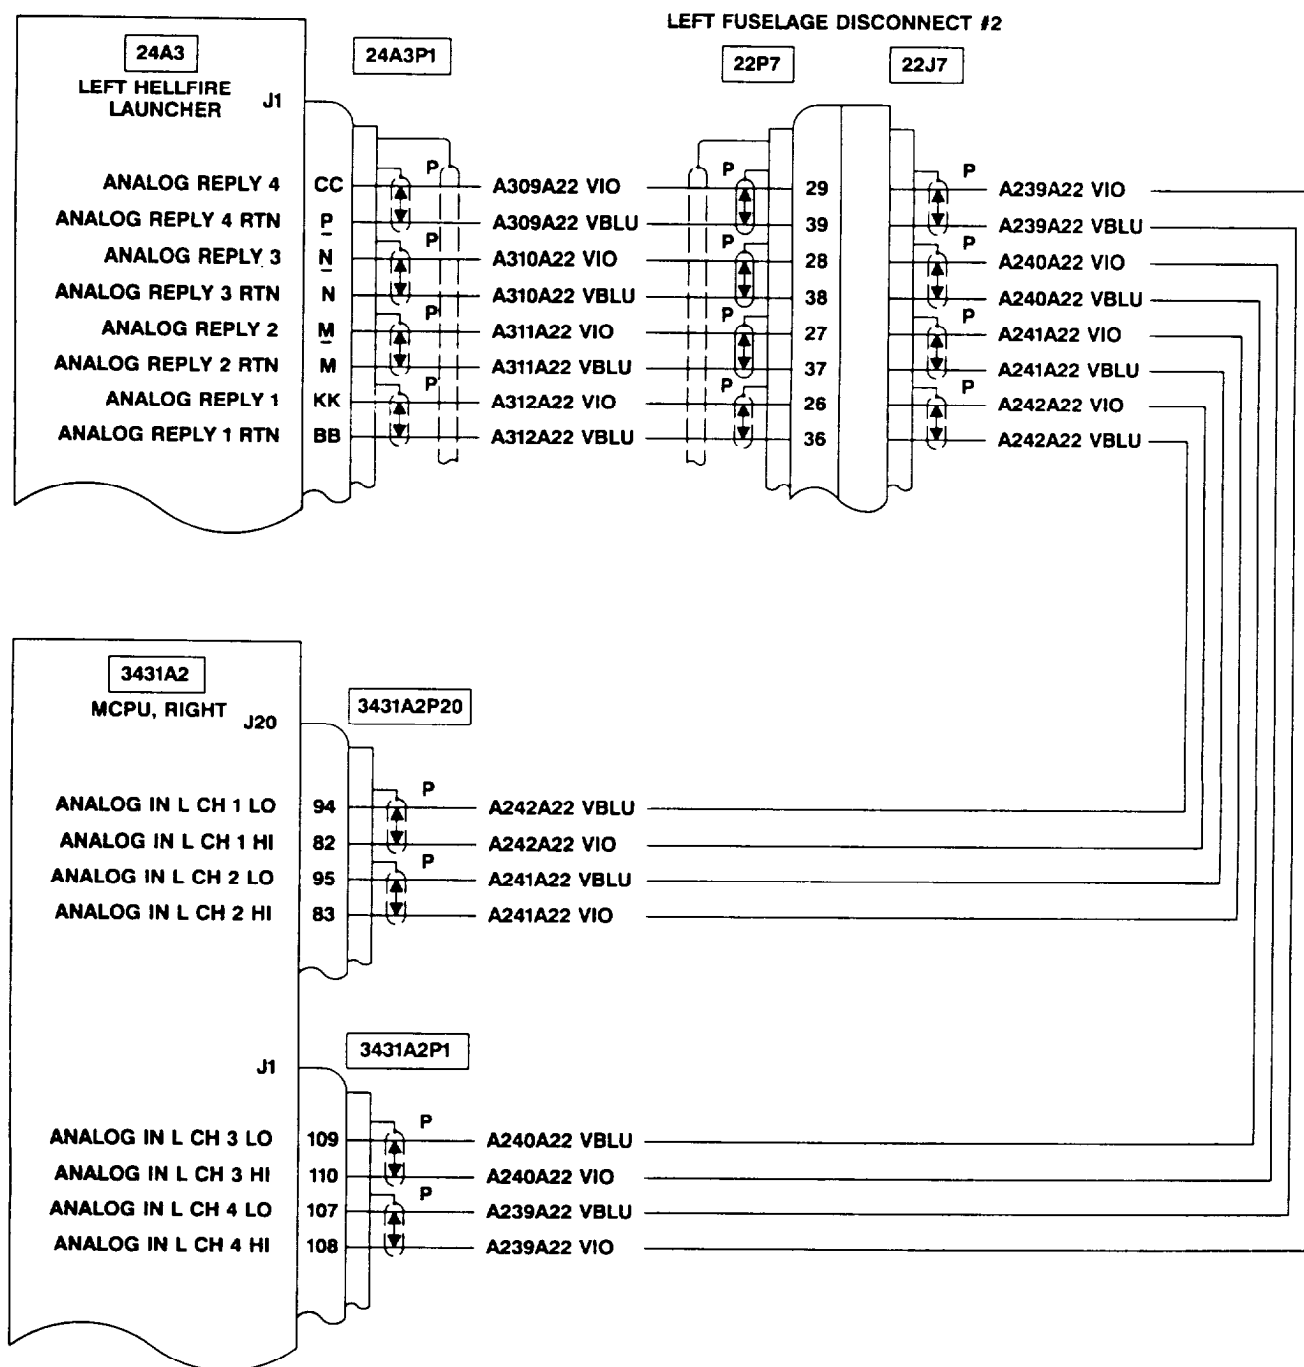 LEFT FUSELAGE DISCONNECT #2
24A3 24A3P1 22P7 22J7
LEFT HELLFIRE
LAUNCHER J1
P P P
ANALOG REPLY 4 CC A309A22 VIO 29 A239A22 VIO
ANALOG REPLY 4 RTN P A309A22 VBLU 39 A239A22 VBLU
P P P
ANALOG REPLY 3 N A310A22 VIO 28 A240A22 VIO
ANALOG REPLY 3 RTN N A310A22 VBLU 38 A240A22 VBLU
P P P
ANALOG REPLY 2 M A311A22 VIO 27 A241A22 VIO
ANALOG REPLY 2 RTN M A311A22 VBLU 37 A241A22 VBLU
P P P
ANALOG REPLY 1 KK A312A22 VIO 26 A242A22 VIO
ANALOG REPLY 1 RTN BB A312A22 VBLU 36 A242A22 VBLU
3431A2
MCPU, RIGHT J20 3431A2P20
P
ANALOG IN L CH 1 LO 94 A242A22 VBLU
ANALOG IN L CH 1 HI 82 A242A22 VIO
P
ANALOG IN L CH 2 LO 95 A241A22 VBLU
ANALOG IN L CH 2 HI 83 A241A22 VIO
J1 3431A2P1
P
ANALOG IN L CH 3 LO 109 A240A22 VBLU
ANALOG IN L CH 3 HI 110 A240A22 VIO
P
ANALOG IN L CH 4 LO 107 A239A22 VBLU
ANALOG IN L CH 4 HI 108 A239A22 VIO